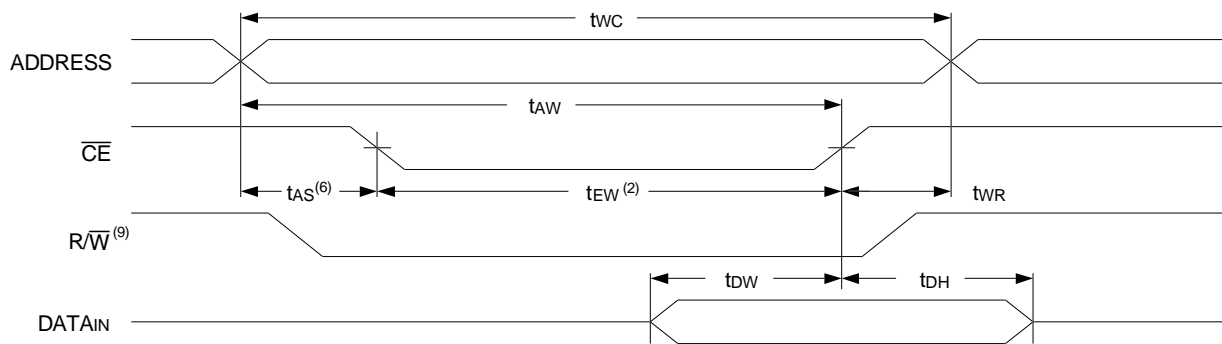 tWC
ADDRESS
tAW
CE
tAS(6)
tEW (2)
tWR
R/W (9)
tDW
tDH
DATAIN